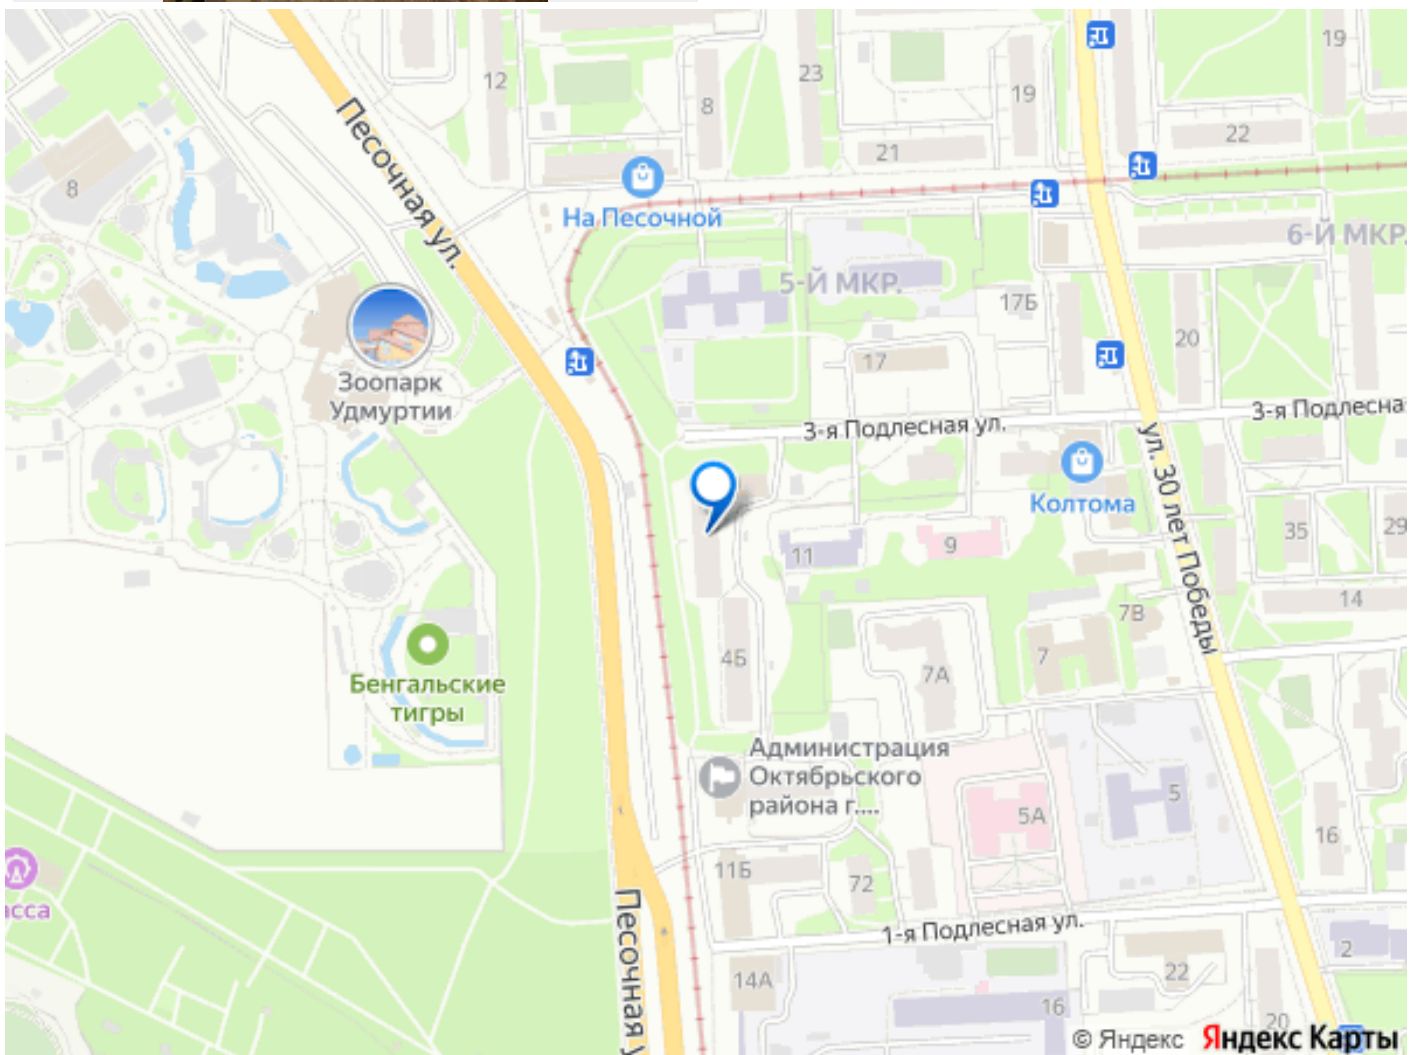 19
12
23
8
19
22
21
8
Песочная ул.
На Песочной
6-Й МКР.
5-Й МКР.
17Б
20
17
Зоопарк
Удмуртии
3-я Подлесна
3-я Подлесная ул.
ул. 30 лет Победы
Колтома
35
29
11
9
14
7В
4Б
7
7А
Бенгальские
тигры
Администрация
Октябрьского
района г....
5
5А
16
11Б
72
асса
Песочная у
1-я Подлесная ул.
2
22
14А
16
20
© Яндекс Яндекс Карты